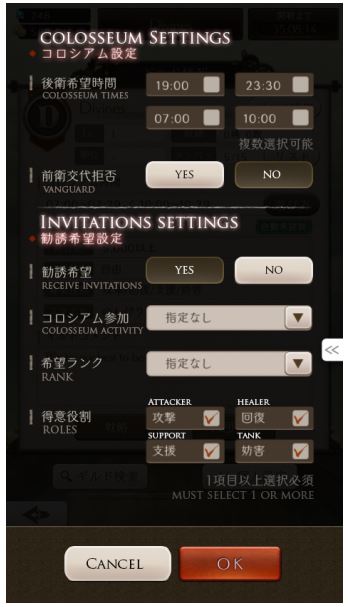 COLOSSEUM SETTINGS
コロシアム設定
後衛希望時間
COLOSSEUM TIMES
19:00 23:30
07:00 10:00
複数選択可能
前衛交代拒否
VANGUARD
YES NO
INVITATIONS SETTINGS
勧誘希望設定
勧誘希望
RECEIVE INVITATIONS
YES NO
コロシアム参加
COLOSSEUM ACTIVITY
指定なし
希望ランク
RANK
指定なし
得意役割
ROLES
ATTACKER HEALER
攻撃 回復
SUPPORT TANK
支援 妨害
ギルド検索
1項目以上選択必須
MUST SELECT 1 OR MORE
CANCEL OK